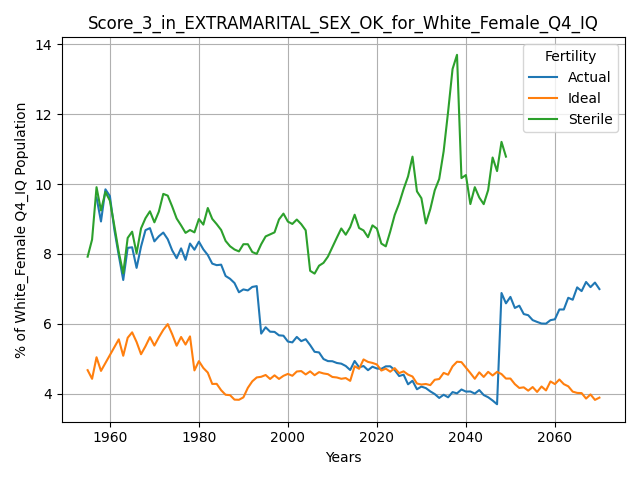 Score_3_in_EXTRAMARITAL_SEX_OK_for_White_Female_Q4_IQ
% of White_Female Q4_IQ Population
14
12
10
8
6
4
Fertility
Actual
Ideal
Sterile
1960 1980 2000 2020 2040 2060
Years